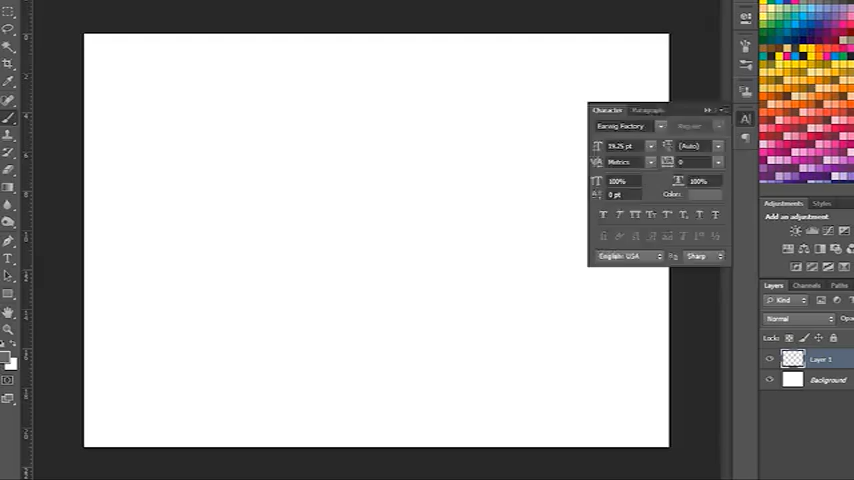 Character Paragraph
Earwig Factory Regular
19.25 pt (Auto)
Metrics 0
100% 100%
0 pt Color:
English: USA Sharp
Adjustments Styles
Add an adjustment
Layers Channels Paths
Kind
Normal
Lock:
Layer 1
Background